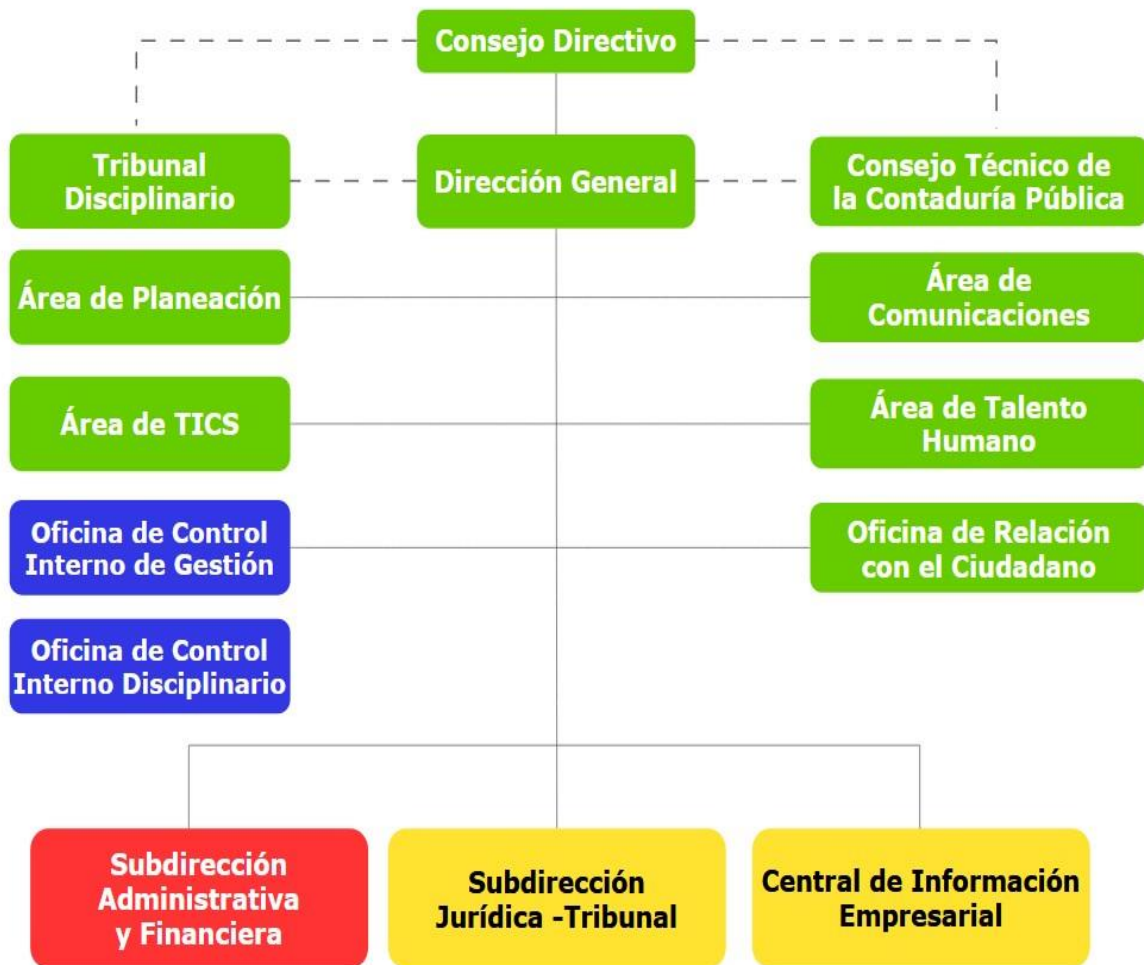 Consejo Directivo
Tribunal
Disciplinario
Dirección General
Consejo Técnico de
la Contaduría Pública
Área de Planeación
Área de
Comunicaciones
Área de TICS
Área de Talento
Humano
Oficina de Control
Interno de Gestión
Oficina de Relación
con el Ciudadano
Oficina de Control
Interno Disciplinario
Subdirección
Administrativa
y Financiera
Subdirección
Jurídica -Tribunal
Central de Información
Empresarial